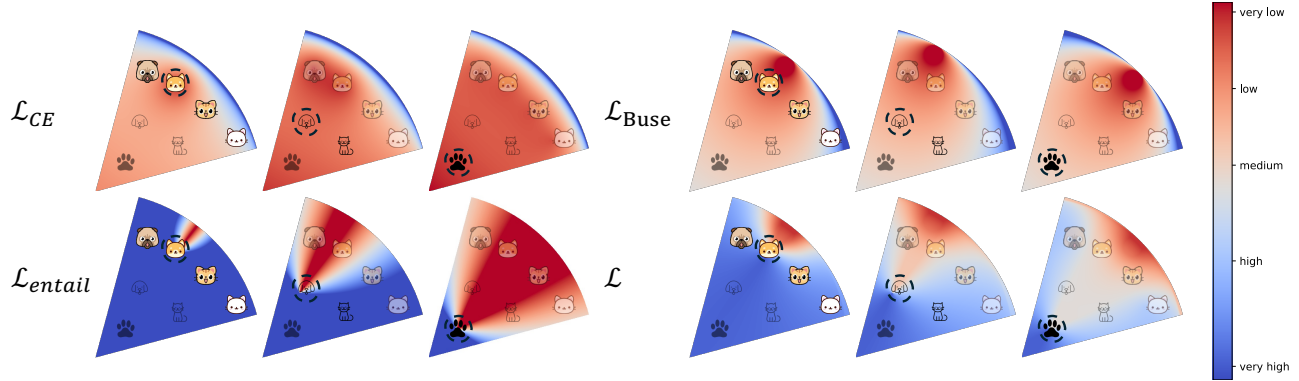 very low
low
medium
high
very high
ℒ_CE
ℒ_Buse
ℒ_entail
ℒ